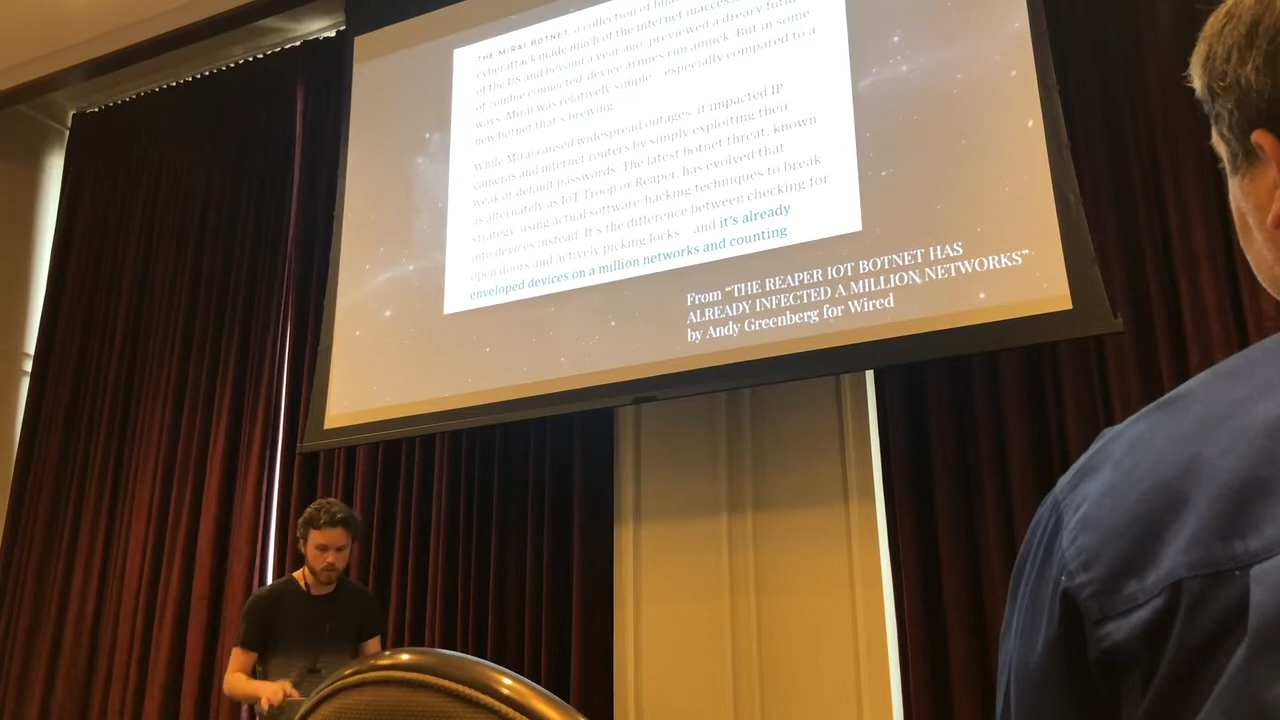 THE MIRAI BOTNET, a collection of
cyberattack made much of the internet
of the US and beyond a year ago, previewed a dreary
of zombie connected-device armies run amuck. But in some
ways, Mirai was relatively simple—especially compared to a
new botnet that's brewing.
While Mirai caused widespread outages, it impacted IP
cameras and internet routers by simply exploiting their
weak or default passwords. The latest botnet threat, known
as alternately as IoT Troop or Reaper, has evolved that
strategy, using actual software-hacking techniques to break
into devices instead. It's the difference between checking for
open doors and actively picking locks—and it's already
enveloped devices on a million networks and counting.
From “THE REAPER IOT BOTNET HAS
ALREADY INFECTED A MILLION NETWORKS”
by Andy Greenberg for Wired